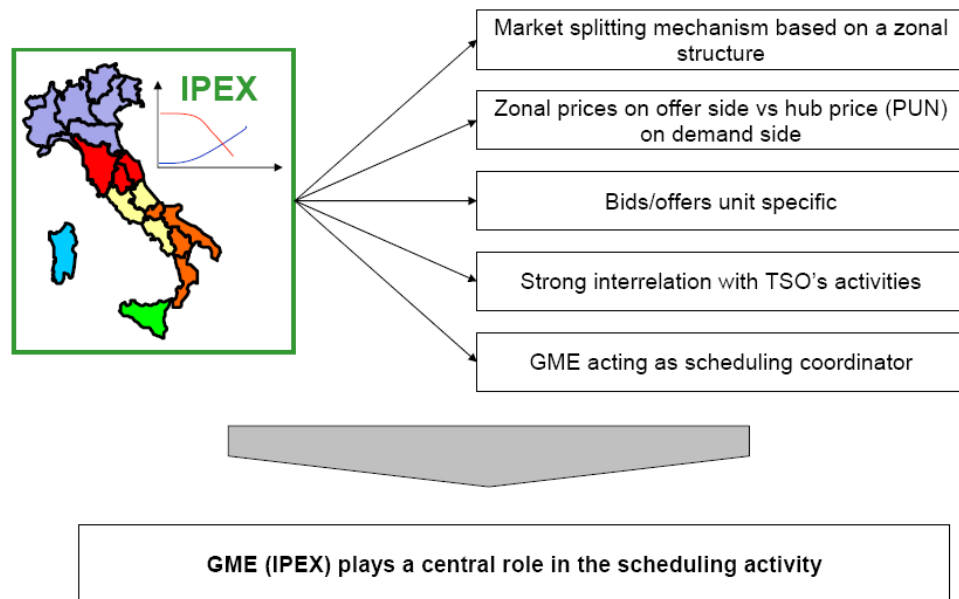 IPEX
Market splitting mechanism based on a zonal
structure
Zonal prices on offer side vs hub price (PUN)
on demand side
Bids/offers unit specific
Strong interrelation with TSO's activities
GME acting as scheduling coordinator
GME (IPEX) plays a central role in the scheduling activity